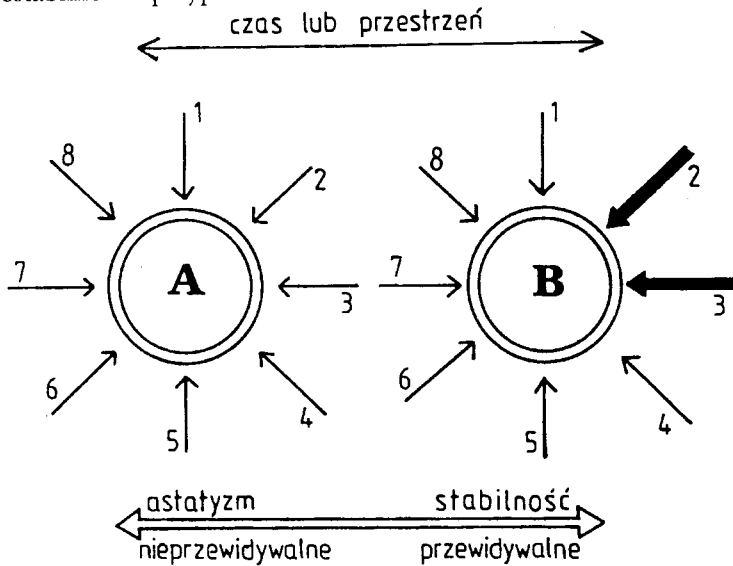 czas lub przestrzeń
1
8
2
7
A
3
6
4
5
1
8
2
7
B
3
6
4
5
astatyzm
stabilność
nieprzewidywalne
przewidywalne